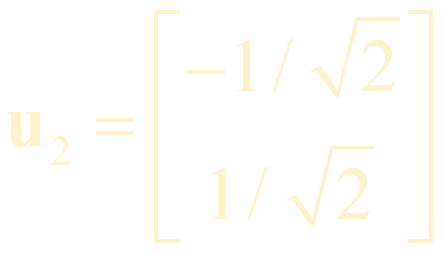 u₂ = [ −1/√2
1/√2 ]